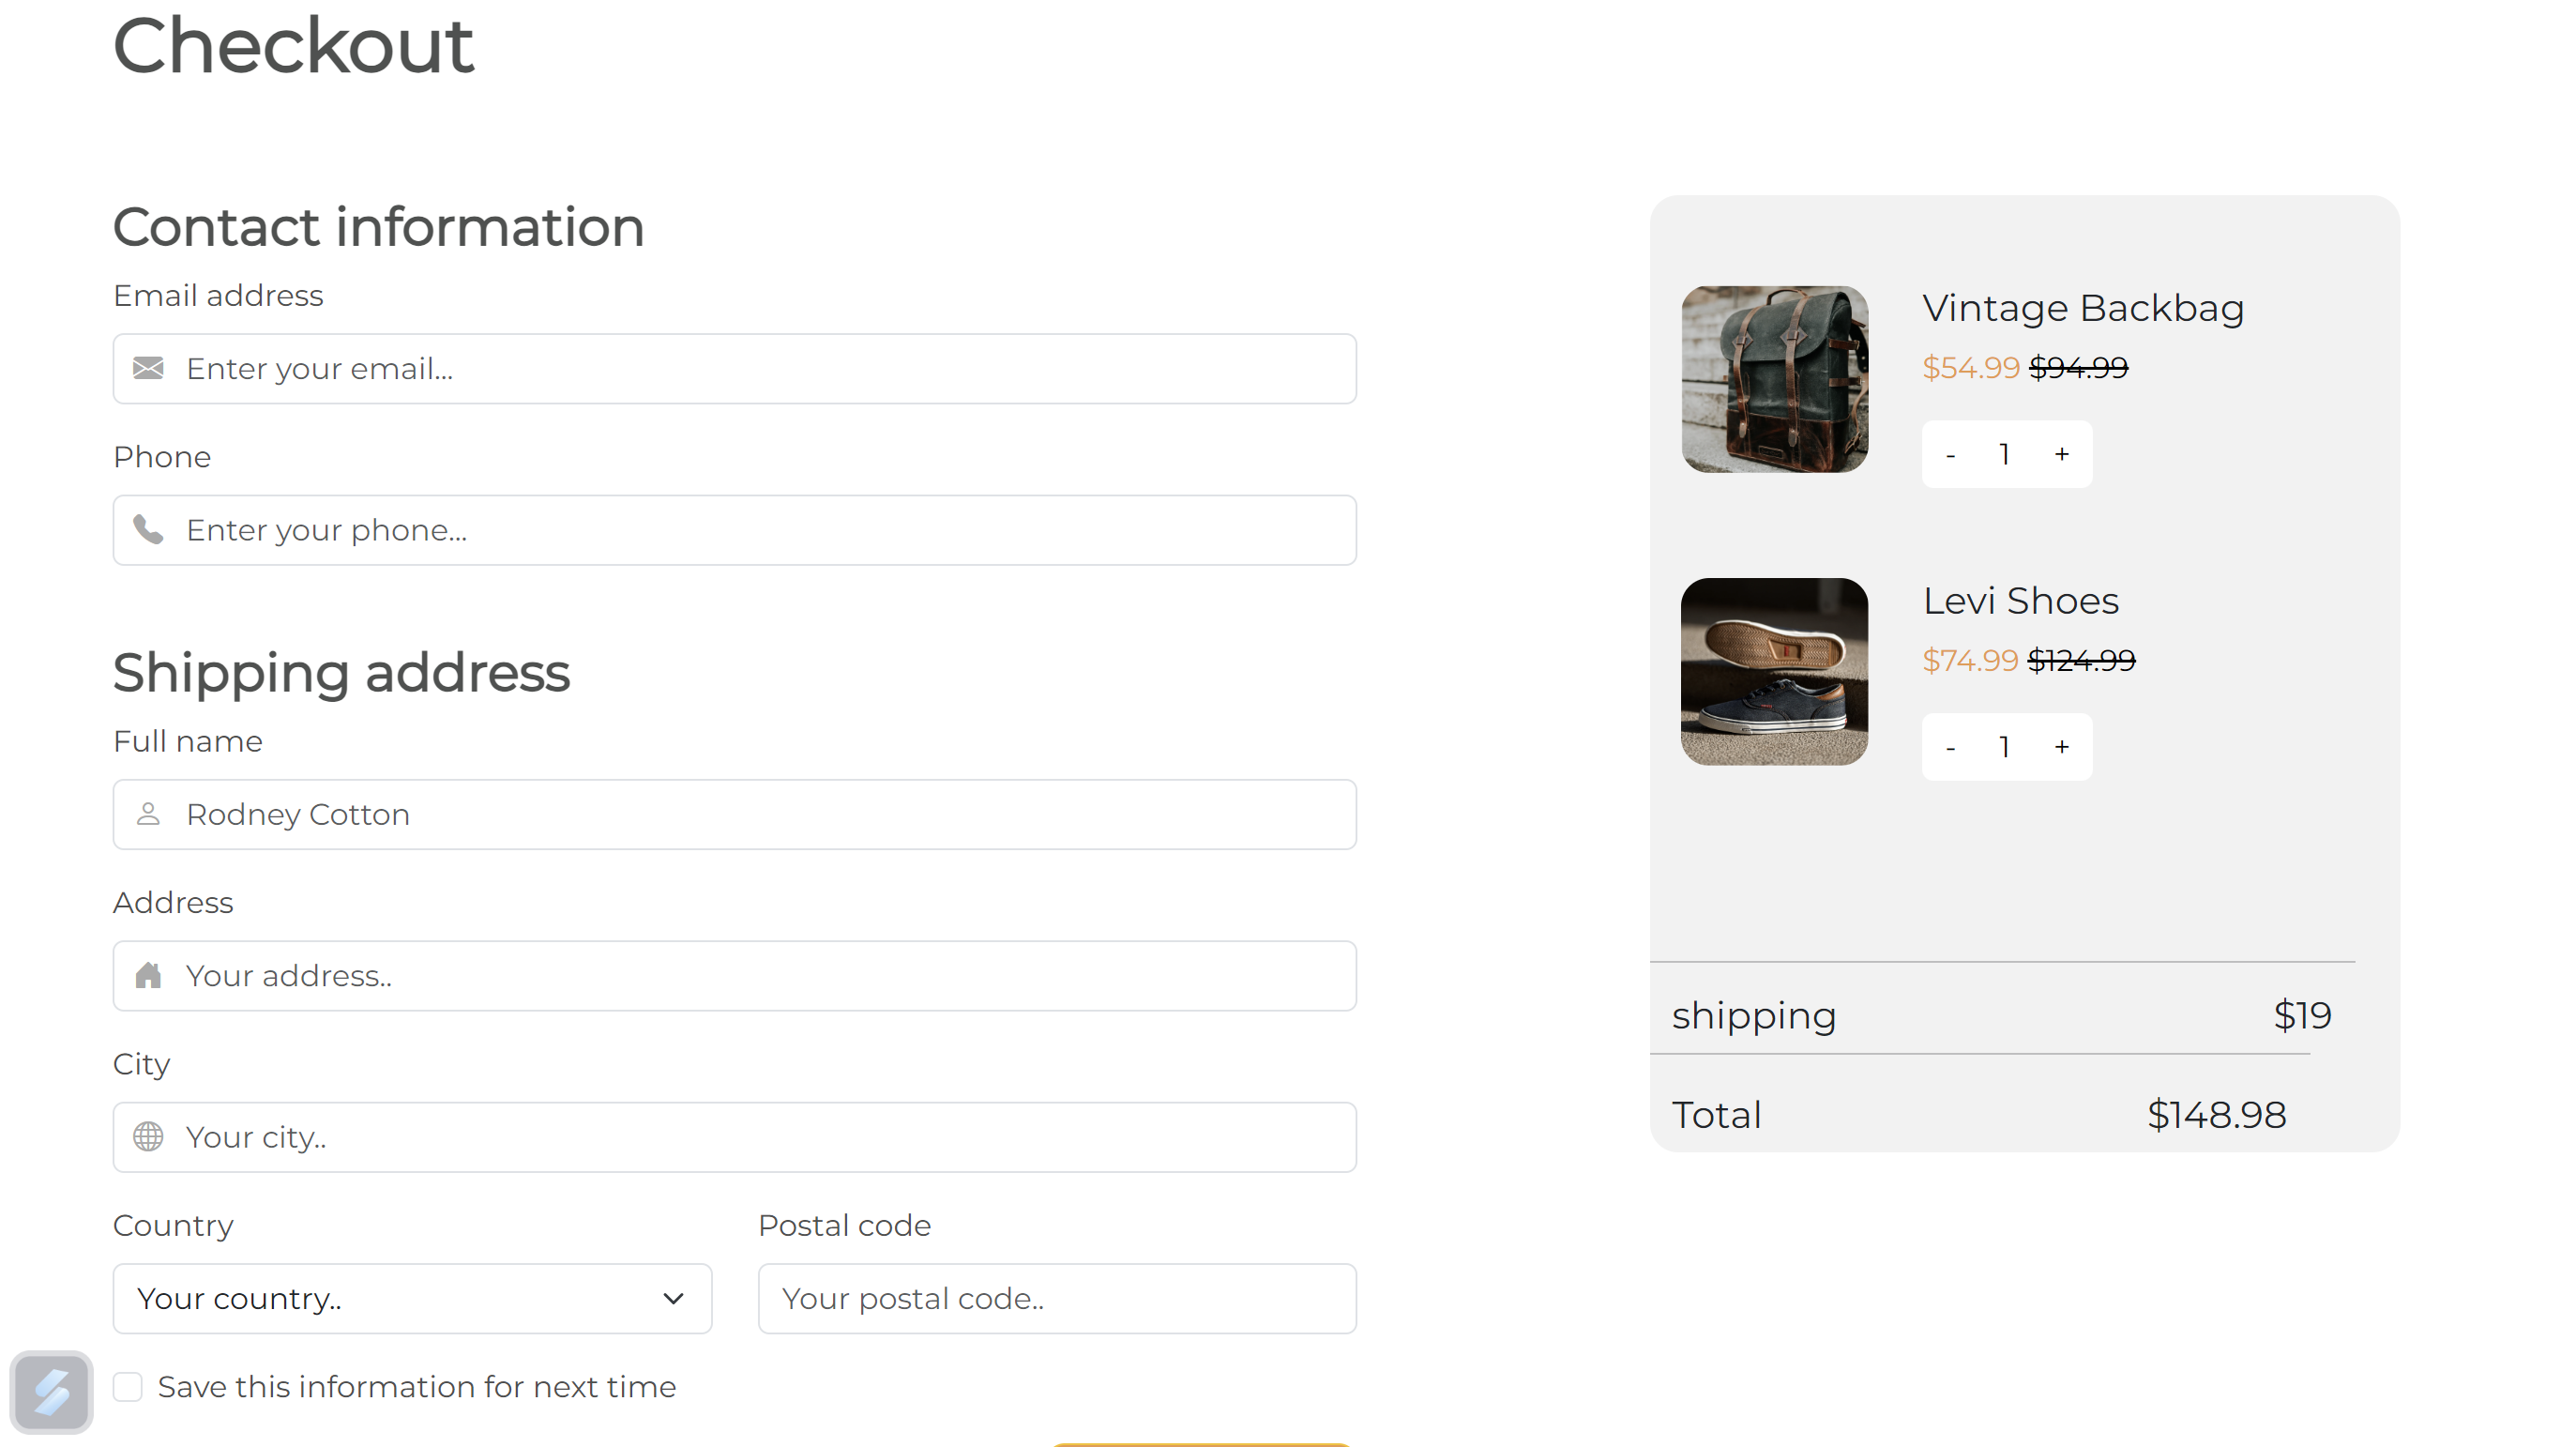 Checkout
Contact information
Email address
Enter your email...
Phone
Enter your phone...
Shipping address
Full name
Rodney Cotton
Address
Your address..
City
Your city..
Country
Your country..
Postal code
Your postal code..
Save this information for next time
Vintage Backbag
$54.99 $94.99
- 1 +
Levi Shoes
$74.99 $124.99
- 1 +
shipping $19
Total $148.98